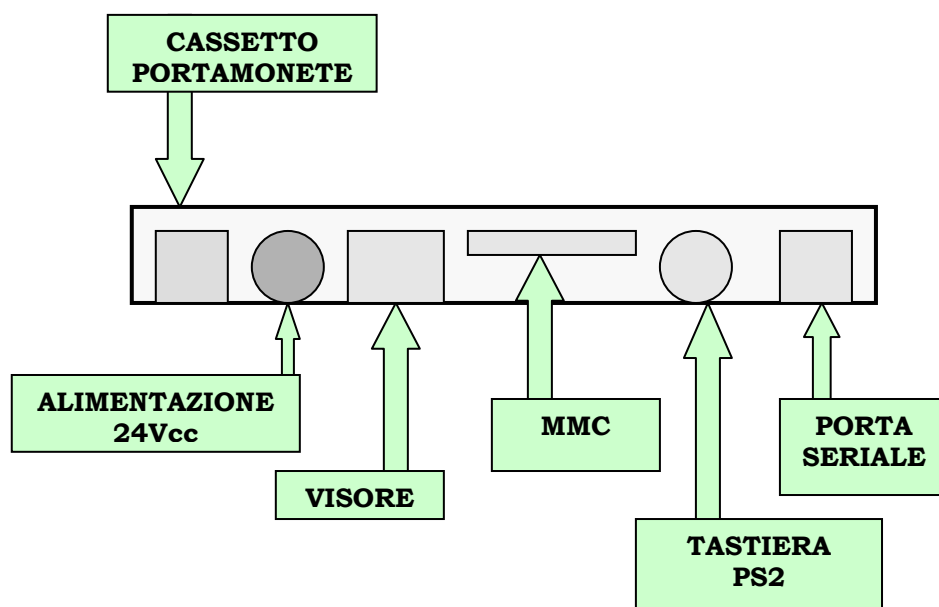 CASSETTO
PORTAMONETE
ALIMENTAZIONE
24Vcc
VISORE
MMC
TASTIERA
PS2
PORTA
SERIALE